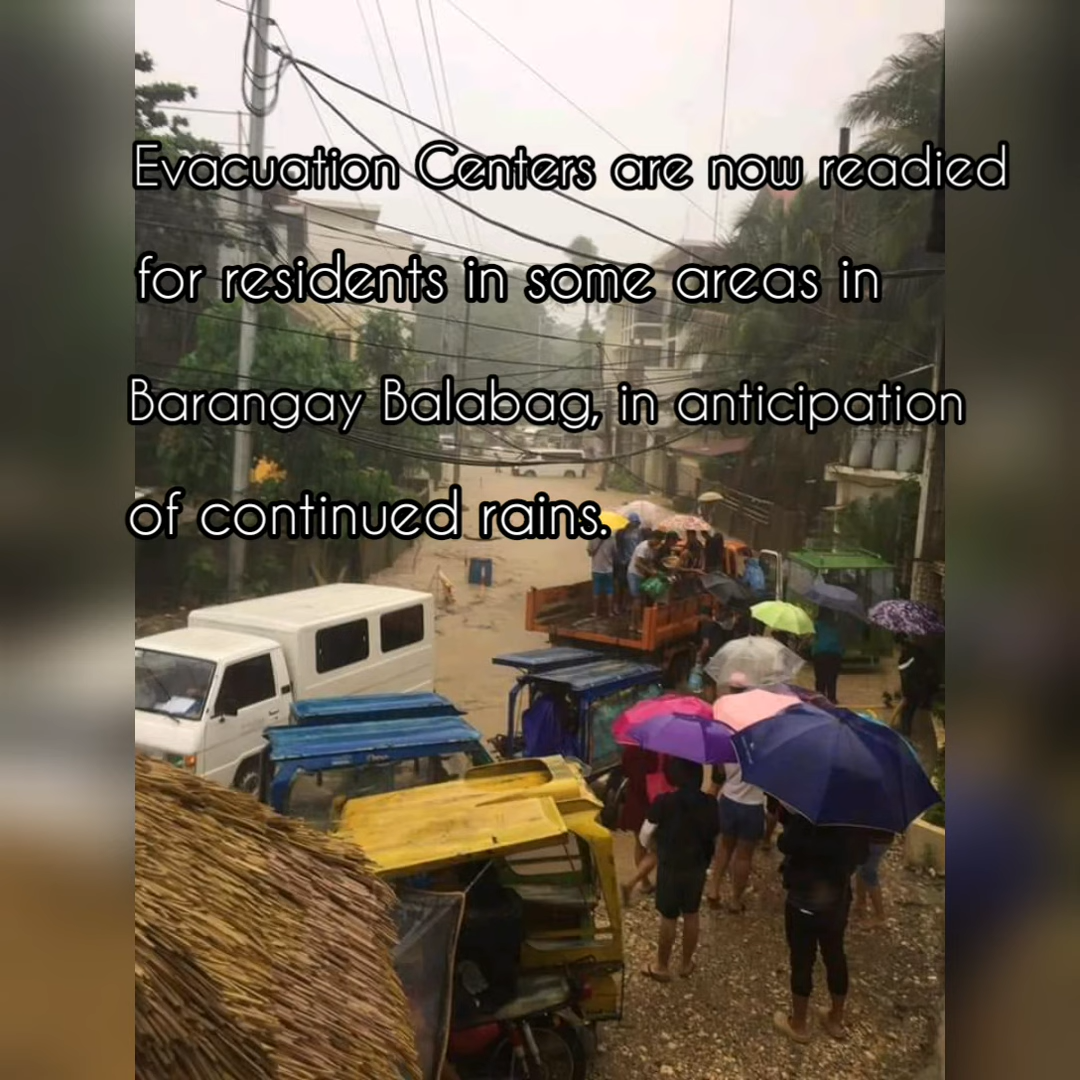 Evacuation Centers are now readied
for residents in some areas in
Barangay Balabag, in anticipation
of continued rains.